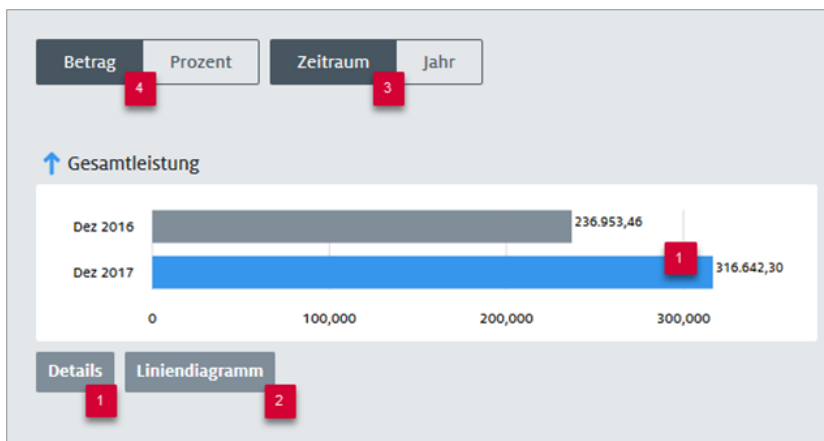 Betrag Prozent Zeitraum Jahr
4 3
Gesamtleistung
Dez 2016 236.953,46
Dez 2017 1 316.642,30
0 100,000 200,000 300,000
Details Liniendiagramm
1 2